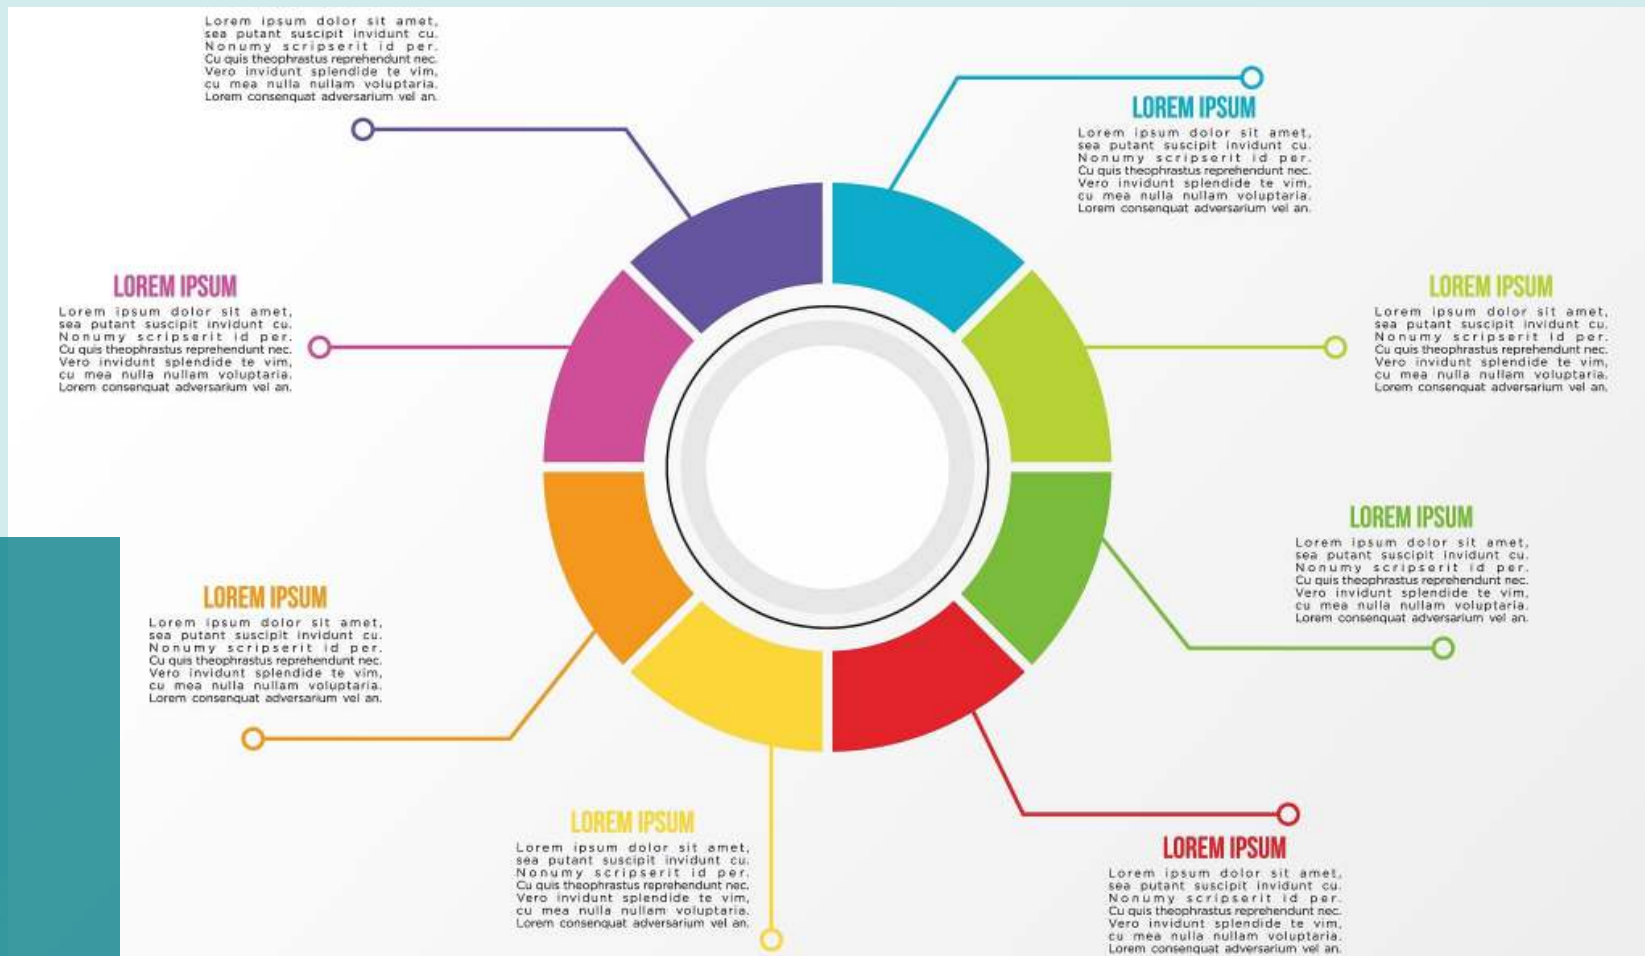 Lorem ipsum dolor sit amet,
sea putant suscipit invidunt cu.
Nonumy scripserit id per.
Cu quis theophrastus reprehendunt nec.
Vero invidunt splendide te vim,
cu mea nulla nullam voluptaria.
Lorem consenquat adversarium vel an.
LOREM IPSUM
Lorem ipsum dolor sit amet,
sea putant suscipit invidunt cu.
Nonumy scripserit id per.
Cu quis theophrastus reprehendunt nec.
Vero invidunt splendide te vim,
cu mea nulla nullam voluptaria.
Lorem consenquat adversarium vel an.
LOREM IPSUM
Lorem ipsum dolor sit amet,
sea putant suscipit invidunt cu.
Nonumy scripserit id per.
Cu quis theophrastus reprehendunt nec.
Vero invidunt splendide te vim,
cu mea nulla nullam voluptaria.
Lorem consenquat adversarium vel an.
LOREM IPSUM
Lorem ipsum dolor sit amet,
sea putant suscipit invidunt cu.
Nonumy scripserit id per.
Cu quis theophrastus reprehendunt nec.
Vero invidunt splendide te vim,
cu mea nulla nullam voluptaria.
Lorem consenquat adversarium vel an.
LOREM IPSUM
Lorem ipsum dolor sit amet,
sea putant suscipit invidunt cu.
Nonumy scripserit id per.
Cu quis theophrastus reprehendunt nec.
Vero invidunt splendide te vim,
cu mea nulla nullam voluptaria.
Lorem consenquat adversarium vel an.
LOREM IPSUM
Lorem ipsum dolor sit amet,
sea putant suscipit invidunt cu.
Nonumy scripserit id per.
Cu quis theophrastus reprehendunt nec.
Vero invidunt splendide te vim,
cu mea nulla nullam voluptaria.
Lorem consenquat adversarium vel an.
LOREM IPSUM
Lorem ipsum dolor sit amet,
sea putant suscipit invidunt cu.
Nonumy scripserit id per.
Cu quis theophrastus reprehendunt nec.
Vero invidunt splendide te vim,
cu mea nulla nullam voluptaria.
Lorem consenquat adversarium vel an.
LOREM IPSUM
Lorem ipsum dolor sit amet,
sea putant suscipit invidunt cu.
Nonumy scripserit id per.
Cu quis theophrastus reprehendunt nec.
Vero invidunt splendide te vim,
cu mea nulla nullam voluptaria.
Lorem consenquat adversarium vel an.